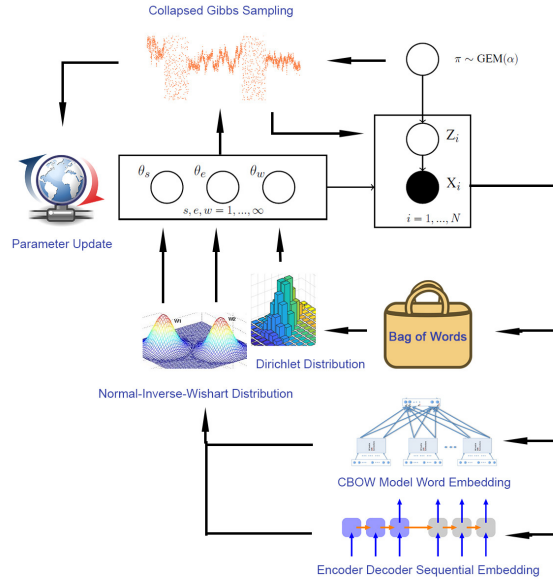 Collapsed Gibbs Sampling
π ∼ GEM(α)
Z_i
X_i
i = 1, ..., N
θ_s θ_e θ_w
s, e, w = 1, ..., ∞
Parameter Update
W1 W2
Dirichlet Distribution
Bag of Words
Normal-Inverse-Wishart Distribution
CBOW Model Word Embedding
Encoder Decoder Sequential Embedding